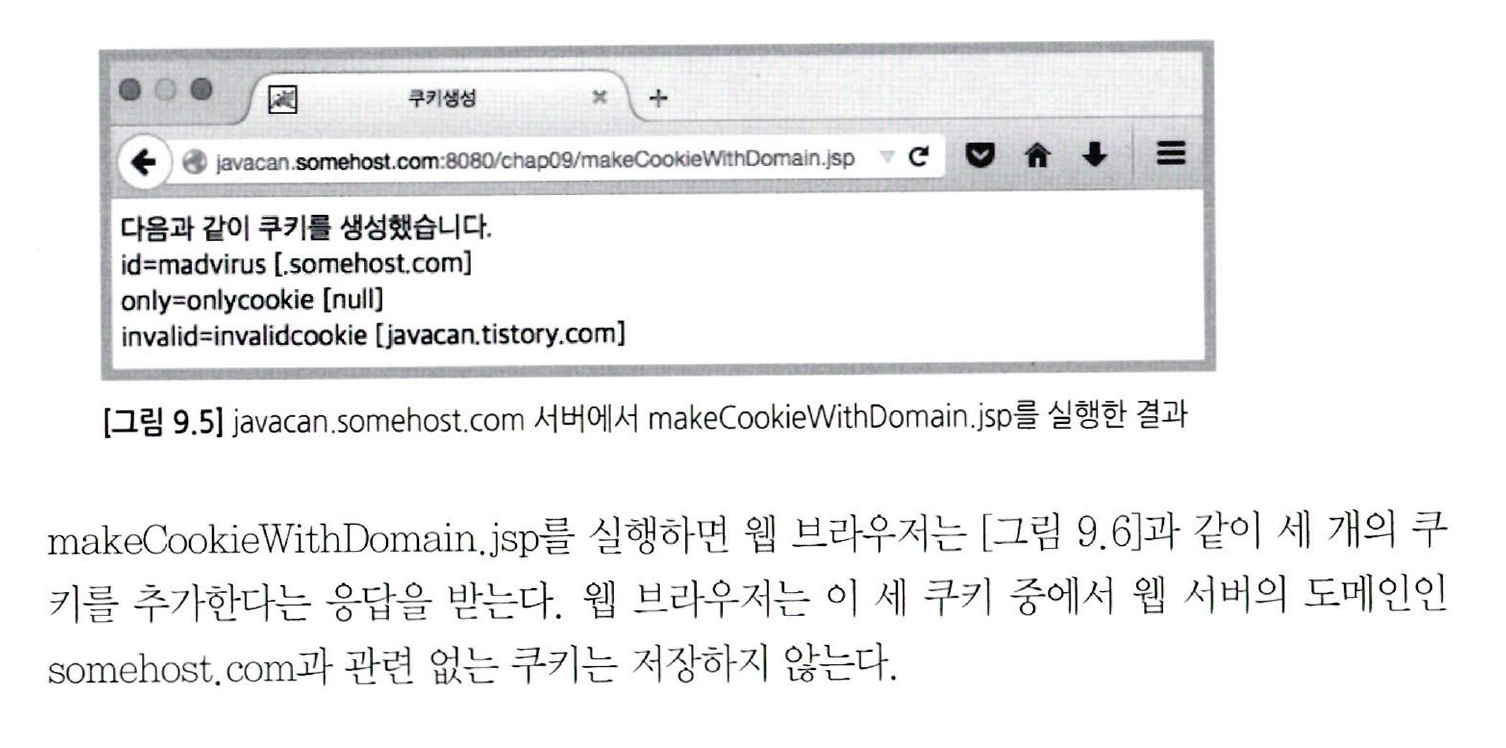 쿠키생성
javacan.somehost.com:8080/chap09/makeCookieWithDomain.jsp
다음과 같이 쿠키를 생성했습니다.
id=madvirus [.somehost.com]
only=onlycookie [null]
invalid=invalidcookie [javacan.tistory.com]
[그림 9.5] javacan.somehost.com 서버에서 makeCookieWithDomain.jsp를 실행한 결과
makeCookieWithDomain.jsp를 실행하면 웹 브라우저는 [그림 9.6]과 같이 세 개의 쿠
키를 추가한다는 응답을 받는다. 웹 브라우저는 이 세 쿠키 중에서 웹 서버의 도메인인
somehost.com과 관련 없는 쿠키는 저장하지 않는다.